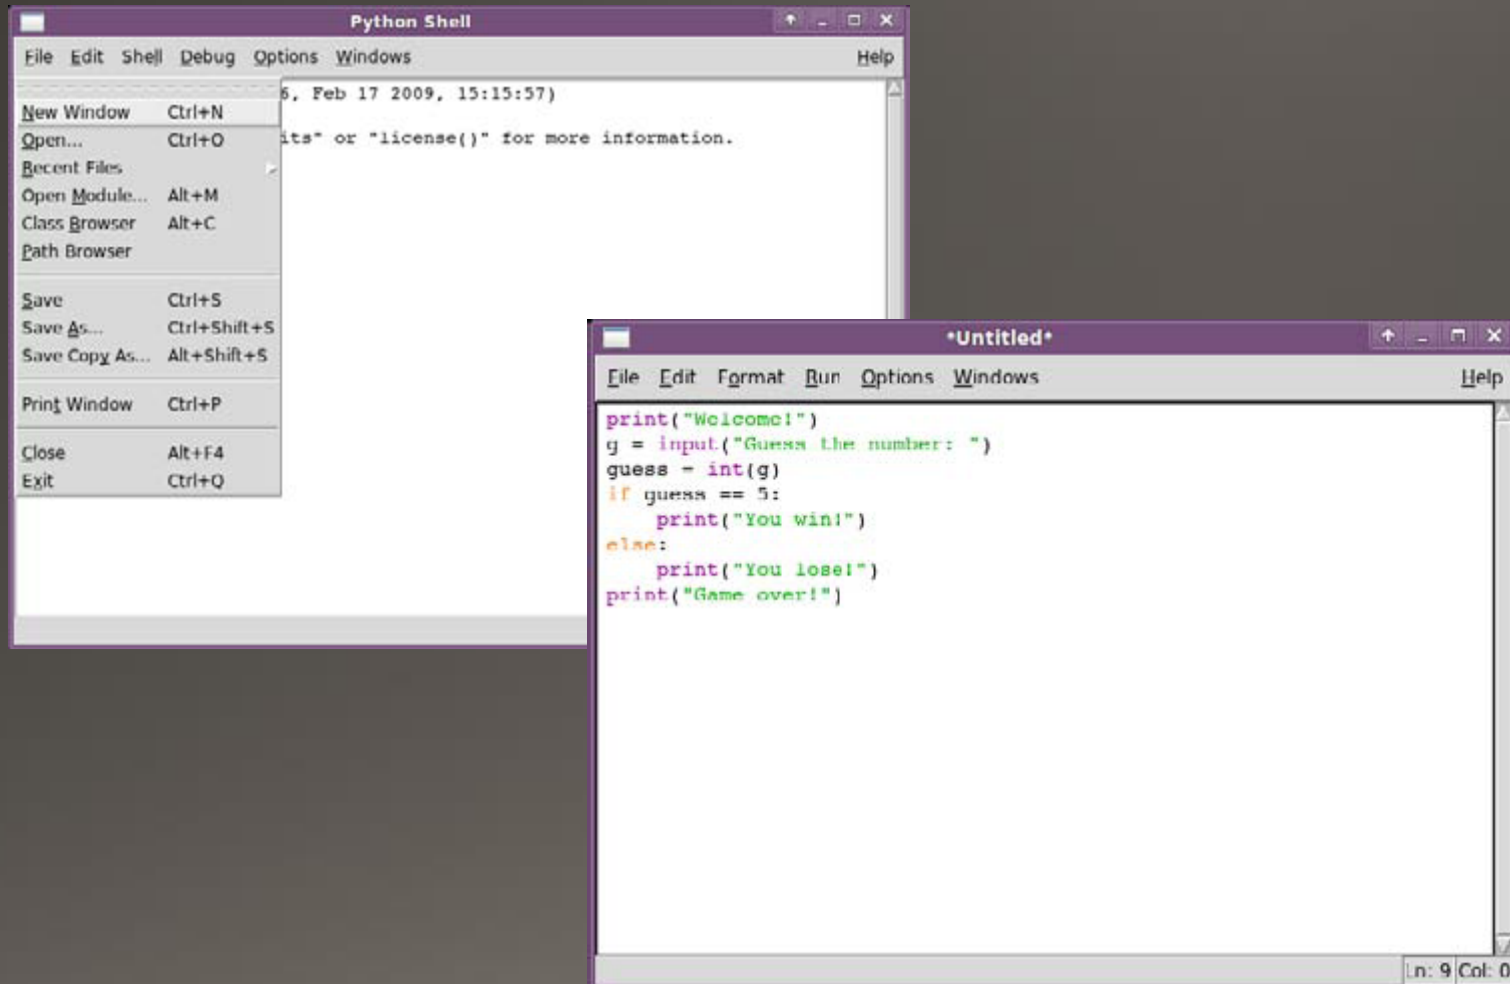 Python Shell
File Edit Shell Debug Options Windows Help
6, Feb 17 2009, 15:15:57)
its" or "license()" for more information.
New Window Ctrl+N
Open... Ctrl+O
Recent Files
Open Module... Alt+M
Class Browser Alt+C
Path Browser
Save Ctrl+S
Save As... Ctrl+Shift+S
Save Copy As... Alt+Shift+S
Print Window Ctrl+P
Close Alt+F4
Exit Ctrl+Q
*Untitled*
File Edit Format Run Options Windows Help
print("Welcome!")
g = input("Guess the number: ")
guess = int(g)
if guess == 5:
    print("You win!")
else:
    print("You lose!")
print("Game over!")
Ln: 9 Col: 0